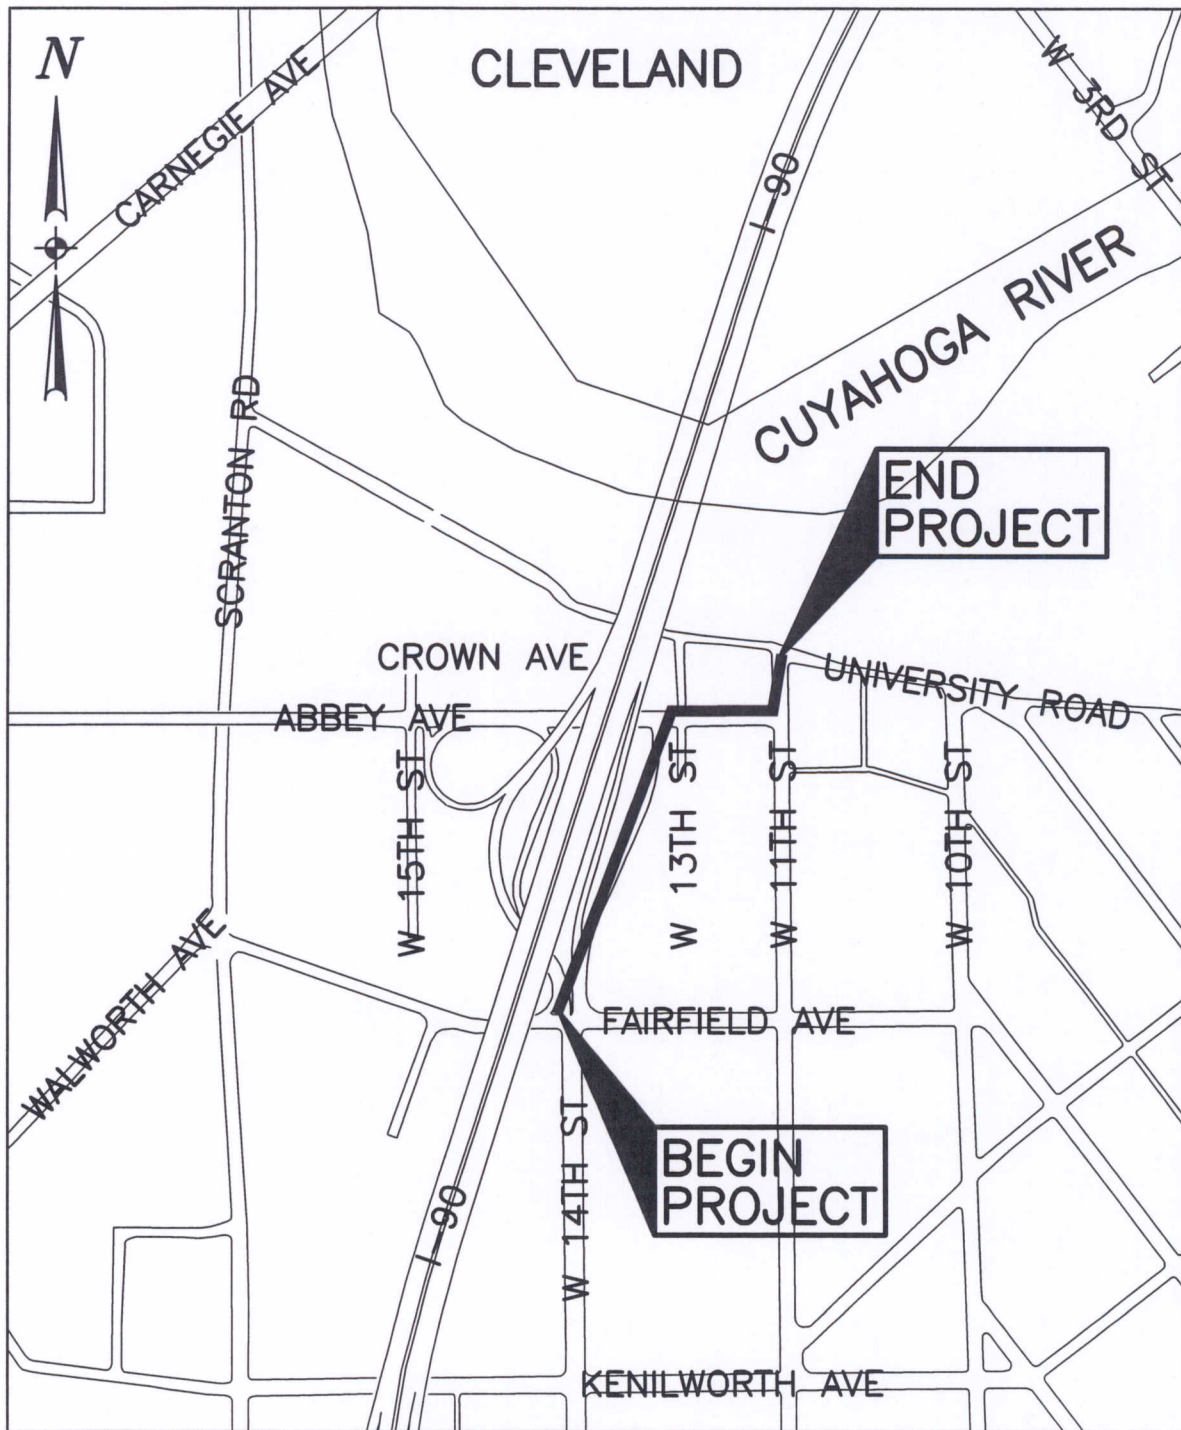 N
CLEVELAND
W 3RD ST
CARNEGIE AVE
I-90
CUYAHOGA RIVER
SCRANTON RD
END
PROJECT
CROWN AVE
UNIVERSITY ROAD
ABBEY AVE
W 15TH ST
W 13TH ST
W 11TH ST
W 10TH ST
WALWORTH AVE
FAIRFIELD AVE
BEGIN
PROJECT
W 14TH ST
I-90
KENILWORTH AVE